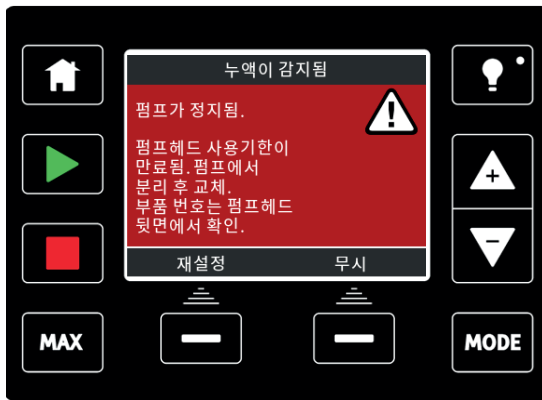 누액이 감지됨
펌프가 정지됨.
펌프헤드 사용기한이
만료됨.펌프에서
분리 후 교체.
부품 번호는 펌프헤드
뒷면에서 확인.
재설정 무시
MAX MODE